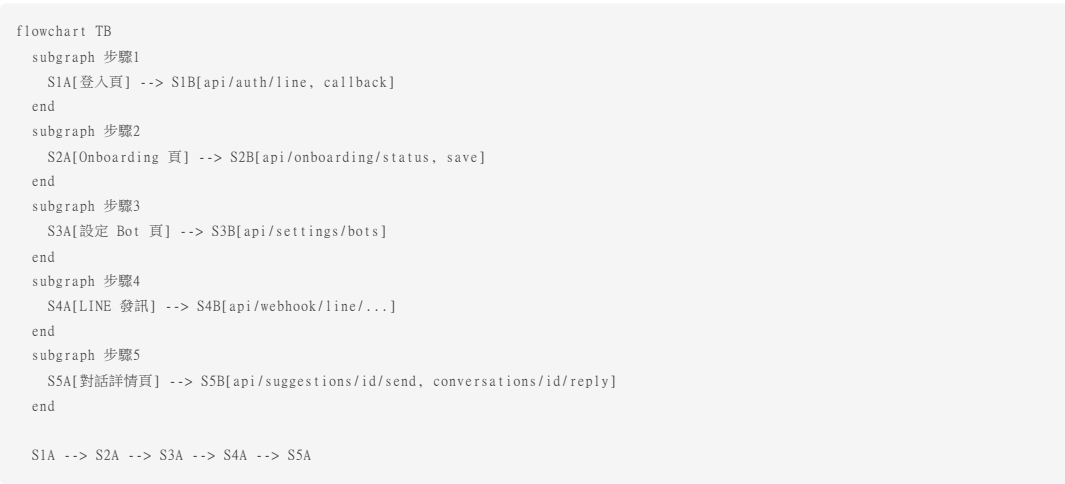 flowchart TB
  subgraph 步驟1
    S1A[登入頁] --> S1B[api/auth/line, callback]
  end
  subgraph 步驟2
    S2A[Onboarding 頁] --> S2B[api/onboarding/status, save]
  end
  subgraph 步驟3
    S3A[設定 Bot 頁] --> S3B[api/settings/bots]
  end
  subgraph 步驟4
    S4A[LINE 發訊] --> S4B[api/webhook/line/...]
  end
  subgraph 步驟5
    S5A[對話詳情頁] --> S5B[api/suggestions/id/send, conversations/id/reply]
  end

  S1A --> S2A --> S3A --> S4A --> S5A